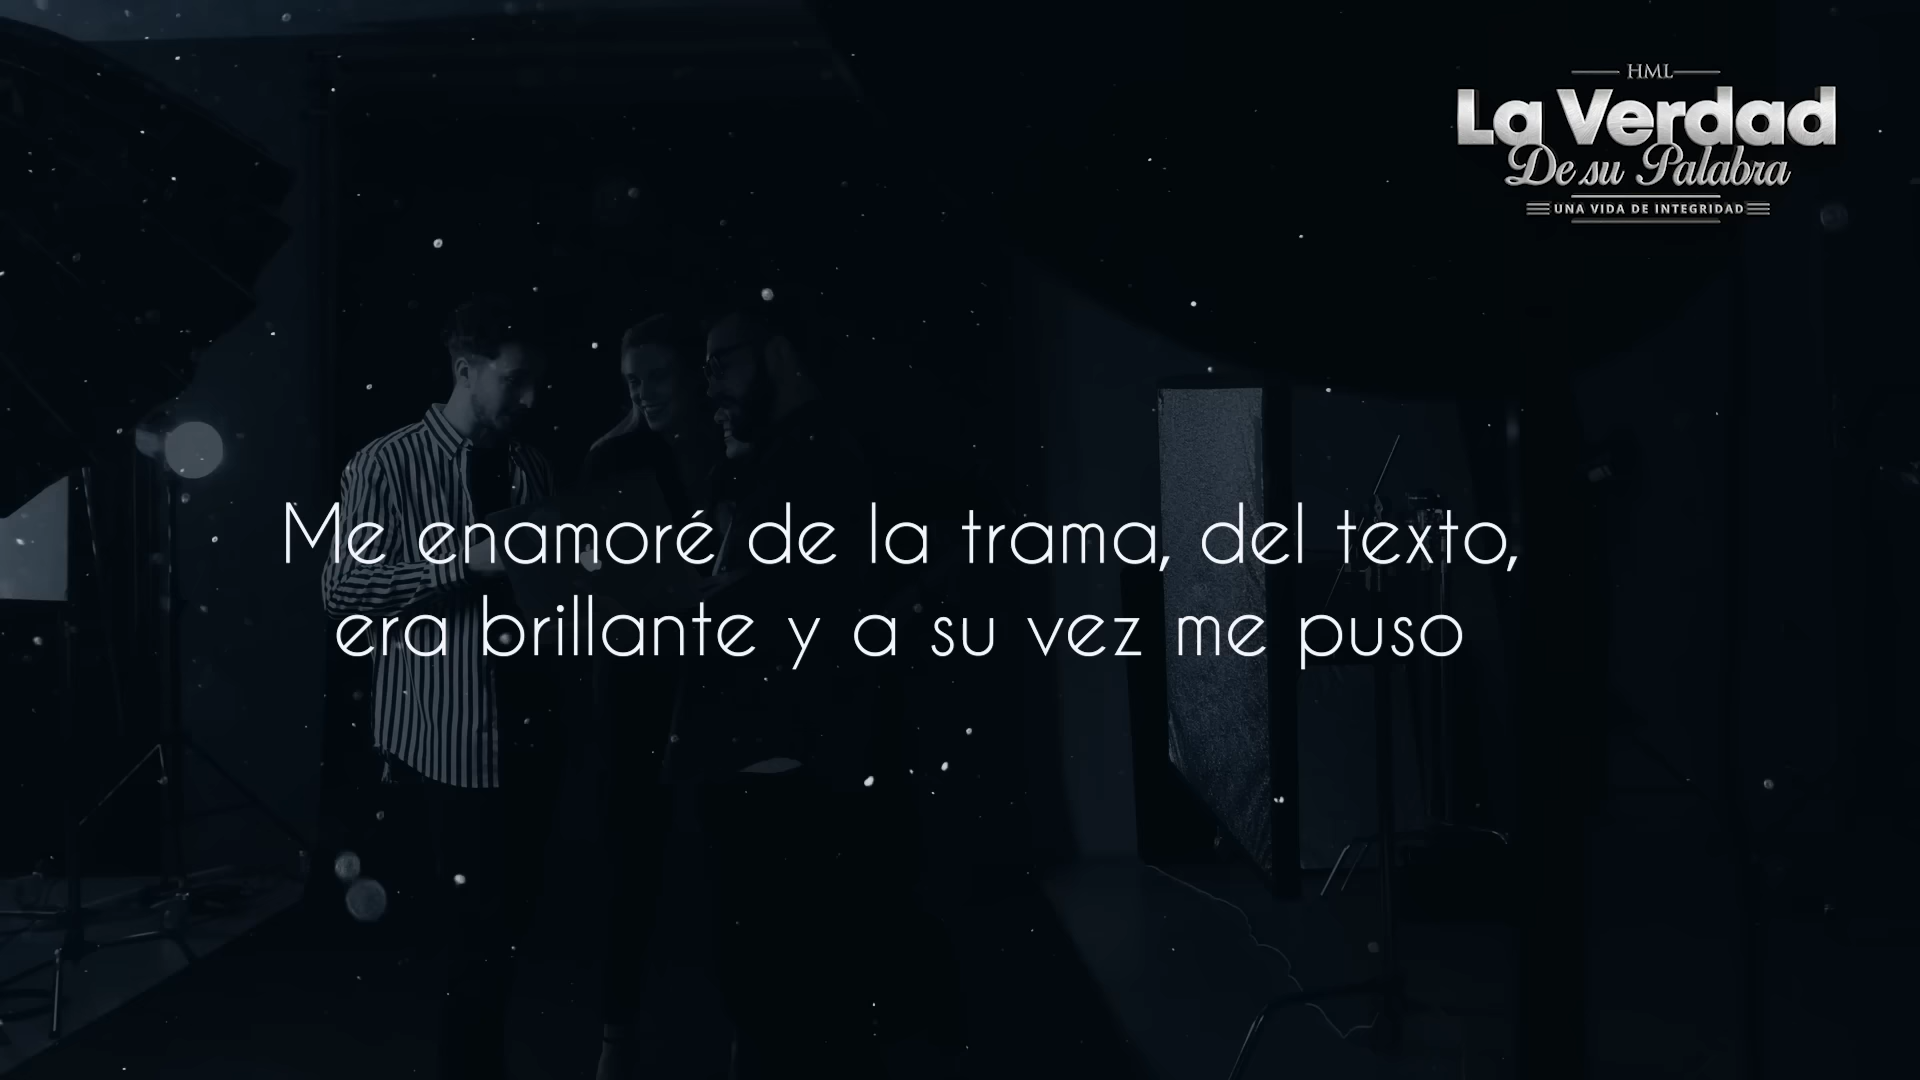 HML
La Verdad
De su Palabra
UNA VIDA DE INTEGRIDAD
Me enamoré de la trama, del texto,
era brillante y a su vez me puso